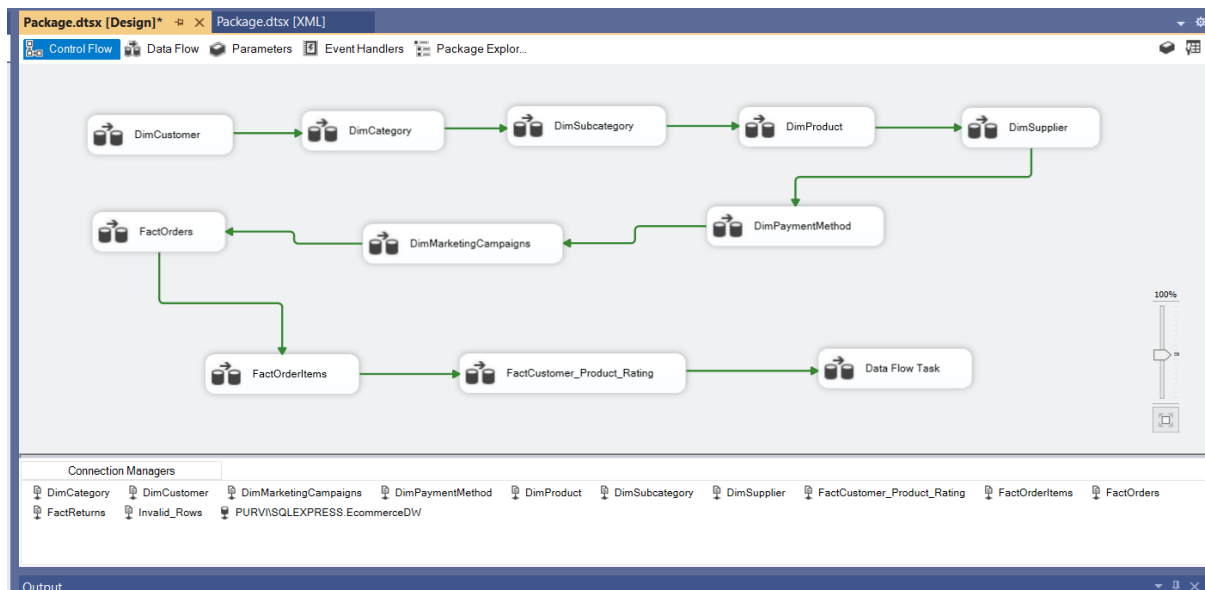 Package.dtsx [Design]* Package.dtsx [XML]
Control Flow Data Flow Parameters Event Handlers Package Explor...
DimCustomer DimCategory DimSubcategory DimProduct DimSupplier
FactOrders DimMarketingCampaigns DimPaymentMethod
100%
FactOrderItems FactCustomer_Product_Rating Data Flow Task
Connection Managers
DimCategory DimCustomer DimMarketingCampaigns DimPaymentMethod DimProduct DimSubcategory DimSupplier FactCustomer_Product_Rating FactOrderItems FactOrders
FactReturns Invalid_Rows PURVI\SQLEXPRESS.EcommerceDW
Output